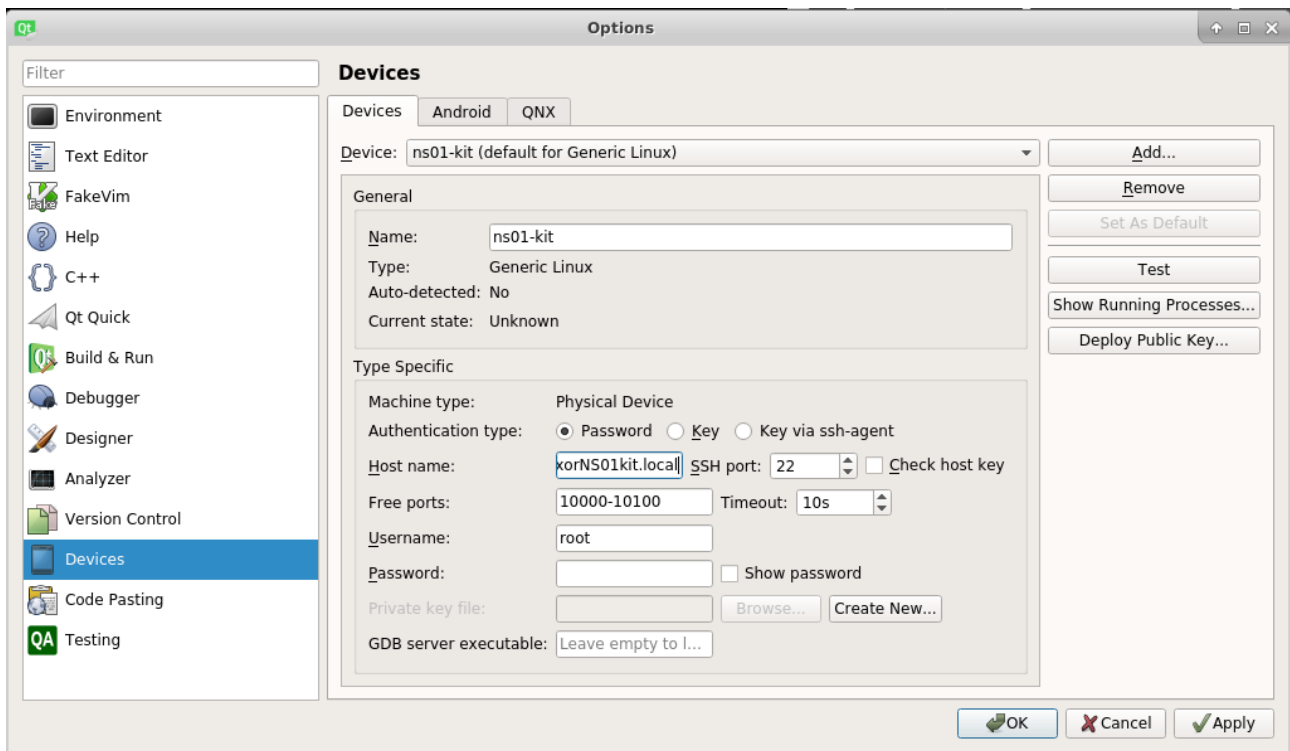 Qt
Options
Filter
Environment
Text Editor
FakeVim
Help
C++
Qt Quick
Build & Run
Debugger
Designer
Analyzer
Version Control
Devices
Code Pasting
QA Testing
Devices
Devices Android QNX
Device: ns01-kit (default for Generic Linux)
General
Name: ns01-kit
Type: Generic Linux
Auto-detected: No
Current state: Unknown
Type Specific
Machine type: Physical Device
Authentication type: Password Key Key via ssh-agent
Host name: xorNS01kit.local SSH port: 22 Check host key
Free ports: 10000-10100 Timeout: 10s
Username: root
Password: Show password
Private key file: Browse... Create New...
GDB server executable: Leave empty to l...
Add...
Remove
Set As Default
Test
Show Running Processes...
Deploy Public Key...
OK Cancel Apply